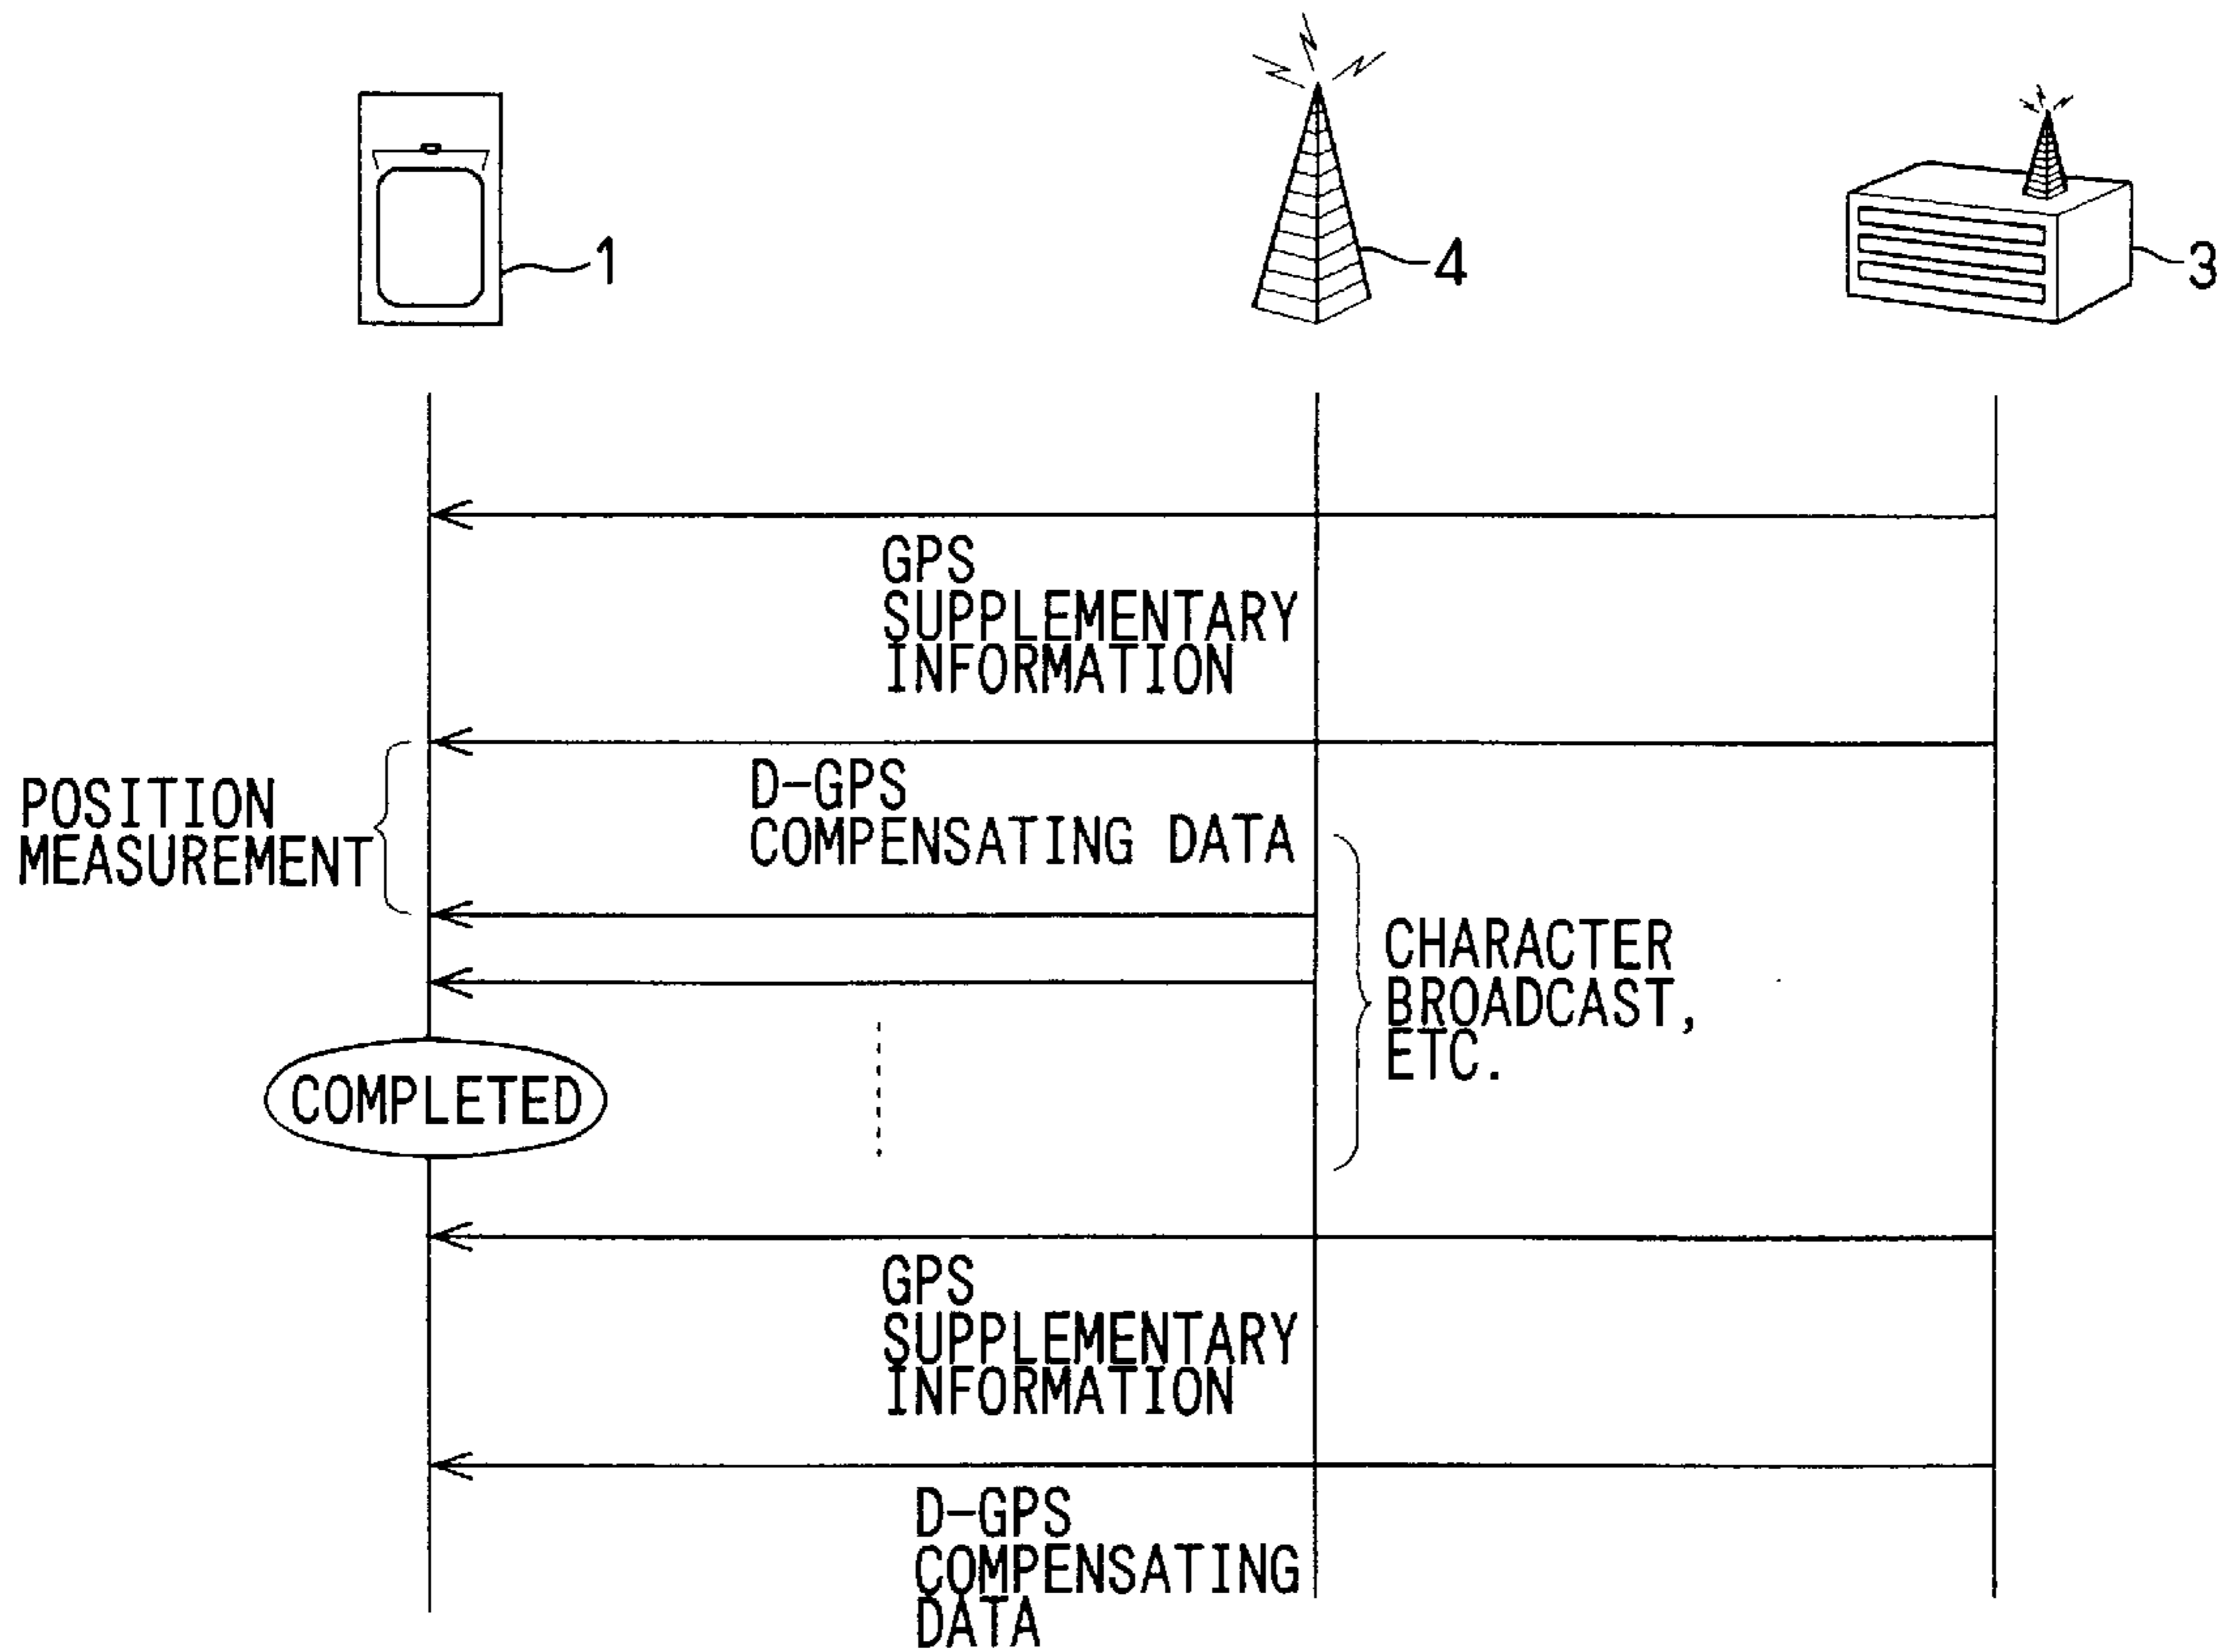 1
4
3
GPS
SUPPLEMENTARY
INFORMATION
POSITION
MEASUREMENT
D-GPS
COMPENSATING DATA
CHARACTER
BROADCAST,
ETC.
COMPLETED
GPS
SUPPLEMENTARY
INFORMATION
D-GPS
COMPENSATING
DATA